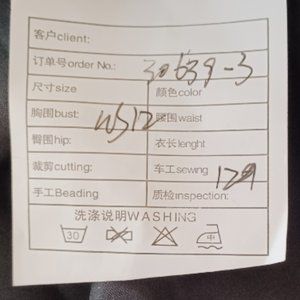 客户client:
订单号order No.: 30639-3
尺寸size 颜色color
胸围bust: WS12 腰围waist
臀围hip: 衣长lenght
裁剪cutting: 车工sewing 129
手工Beading 质检inspection:
洗涤说明WASHING
30 中